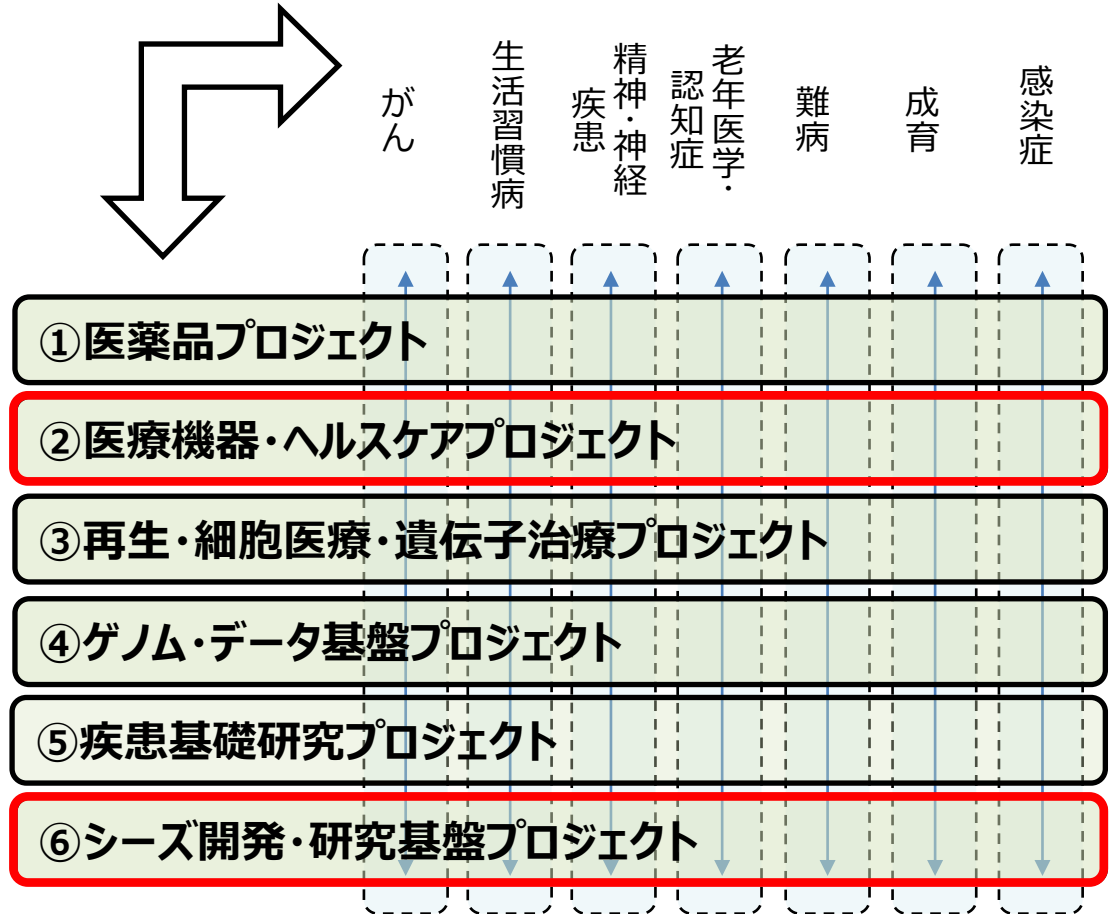 がん
生活習慣病
精神・神経
疾患
老年医学・
認知症
難病
成育
感染症
①医薬品プロジェクト
②医療機器・ヘルスケアプロジェクト
③再生・細胞医療・遺伝子治療プロジェクト
④ゲノム・データ基盤プロジェクト
⑤疾患基礎研究プロジェクト
⑥シーズ開発・研究基盤プロジェクト